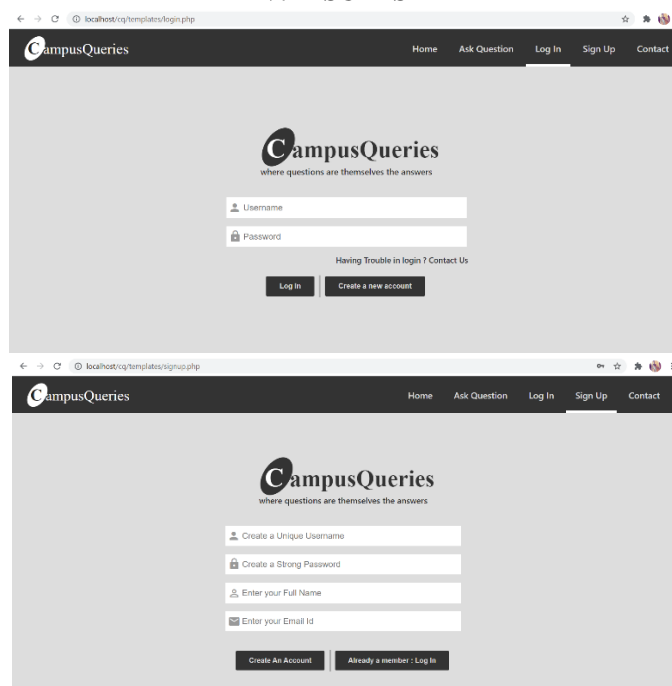 localhost/cq/templates/login.php
CampusQueries Home Ask Question Log In Sign Up Contact
CampusQueries
where questions are themselves the answers
Username
Password
Having Trouble in login ? Contact Us
Log In Create a new account
localhost/cq/templates/signup.php
CampusQueries Home Ask Question Log In Sign Up Contact
CampusQueries
where questions are themselves the answers
Create a Unique Username
Create a Strong Password
Enter your Full Name
Enter your Email Id
Create An Account Already a member : Log In